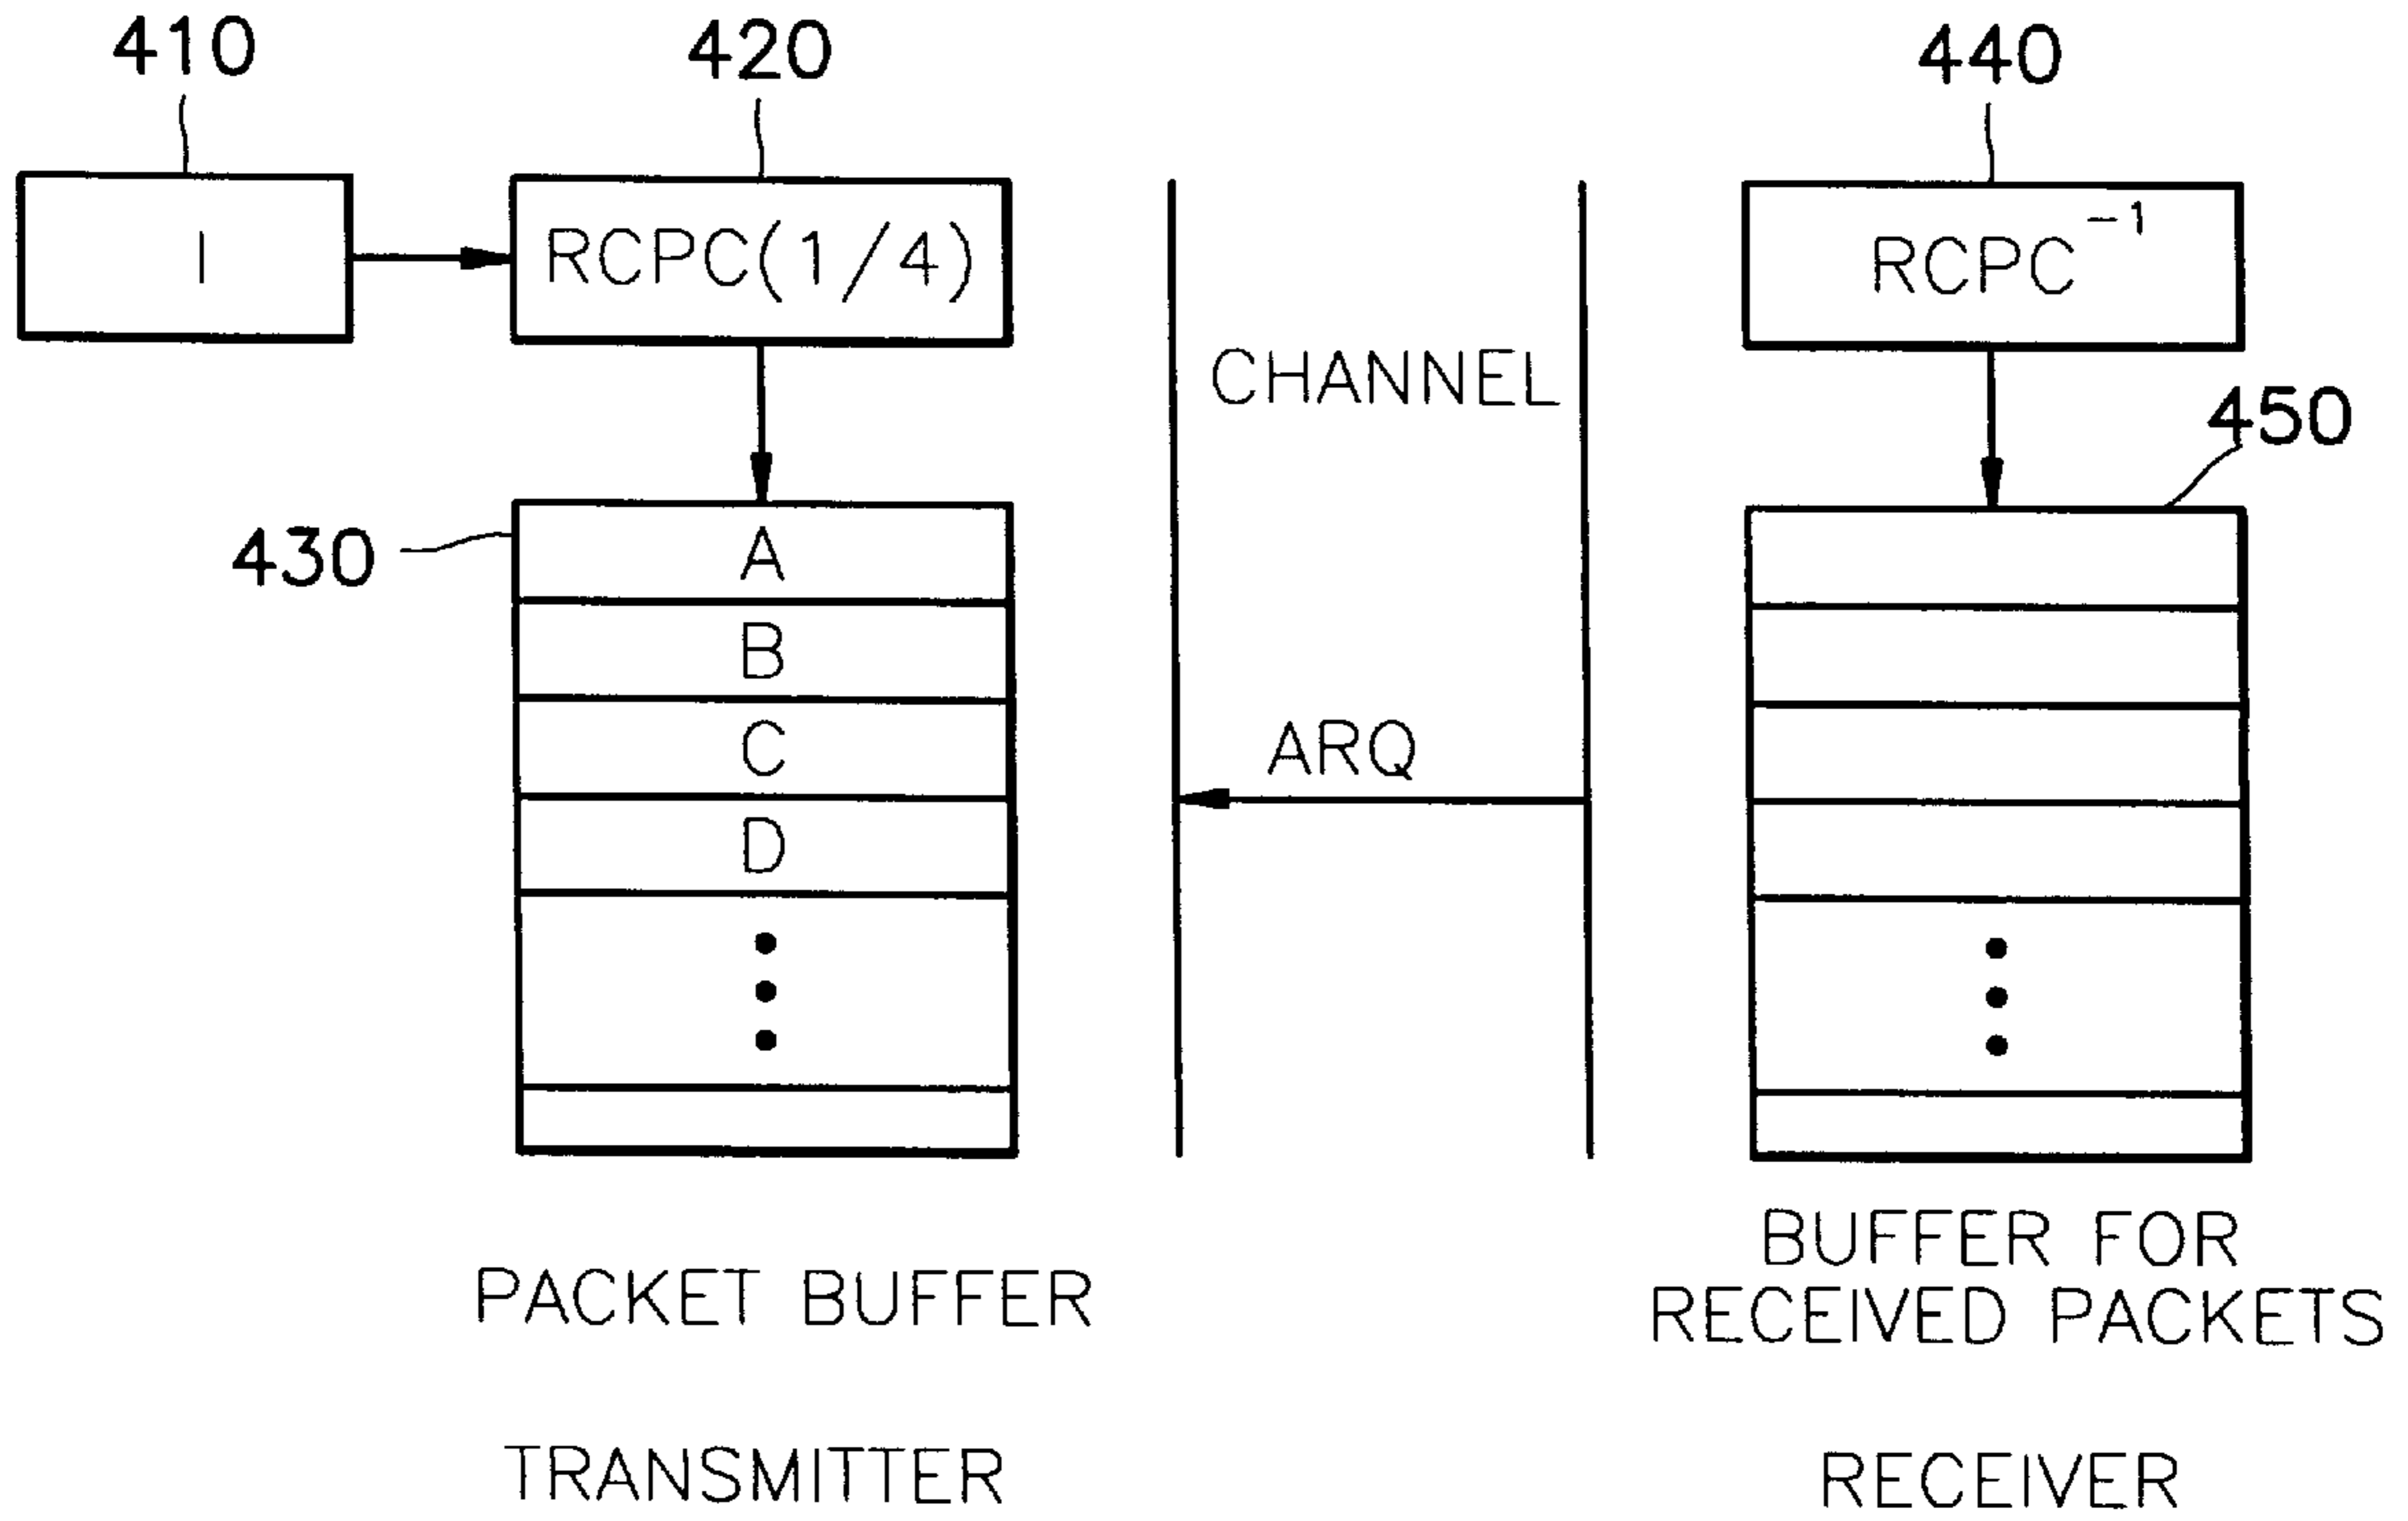 410
420
440
I
RCPC(1/4)
RCPC⁻¹
CHANNEL
450
430
A
B
C
ARQ
D
BUFFER FOR
RECEIVED PACKETS
PACKET BUFFER
TRANSMITTER
RECEIVER